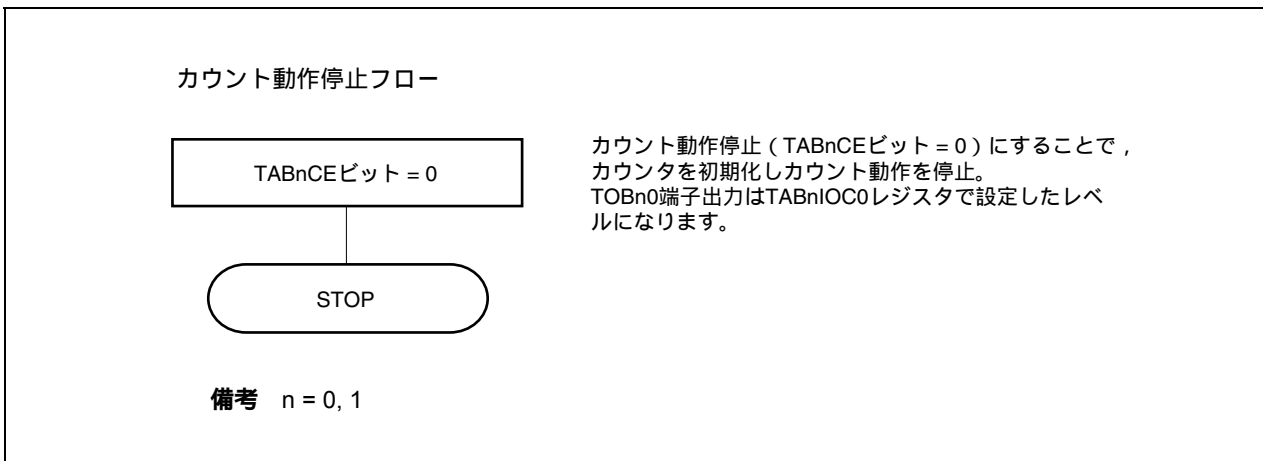 カウント動作停止フロー
TABnCEビット = 0
カウント動作停止（TABnCEビット = 0）にすることで，
カウンタを初期化しカウント動作を停止。
TOBn0端子出力はTABnIOC0レジスタで設定したレベ
ルになります。
STOP
備考 n = 0, 1